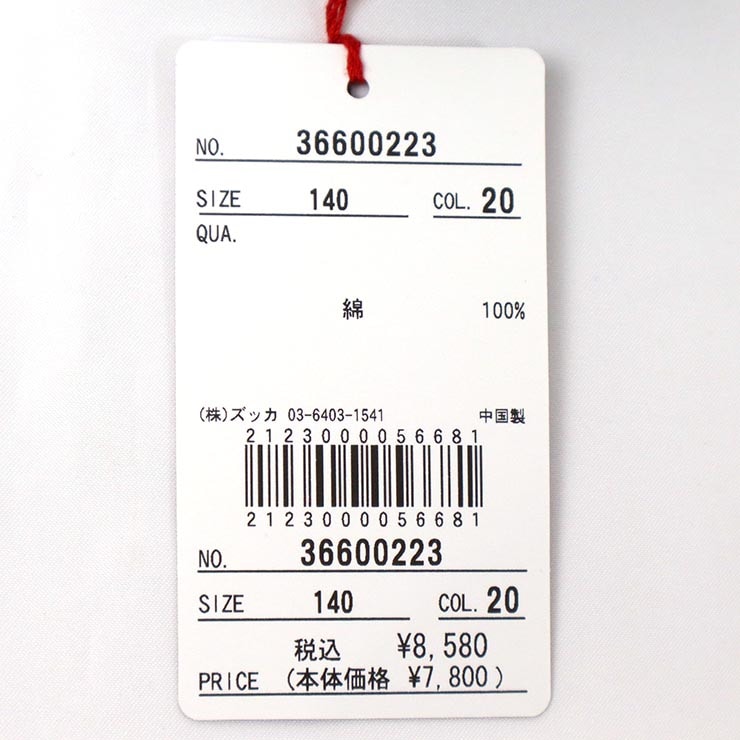 NO. 36600223
SIZE 140 COL. 20
QUA.
綿 100%
(株)ズッカ 03-6403-1541 中国製
2123000056681
2123000056681
NO. 36600223
SIZE 140 COL. 20
税込 ¥8,580
PRICE (本体価格 ¥7,800)